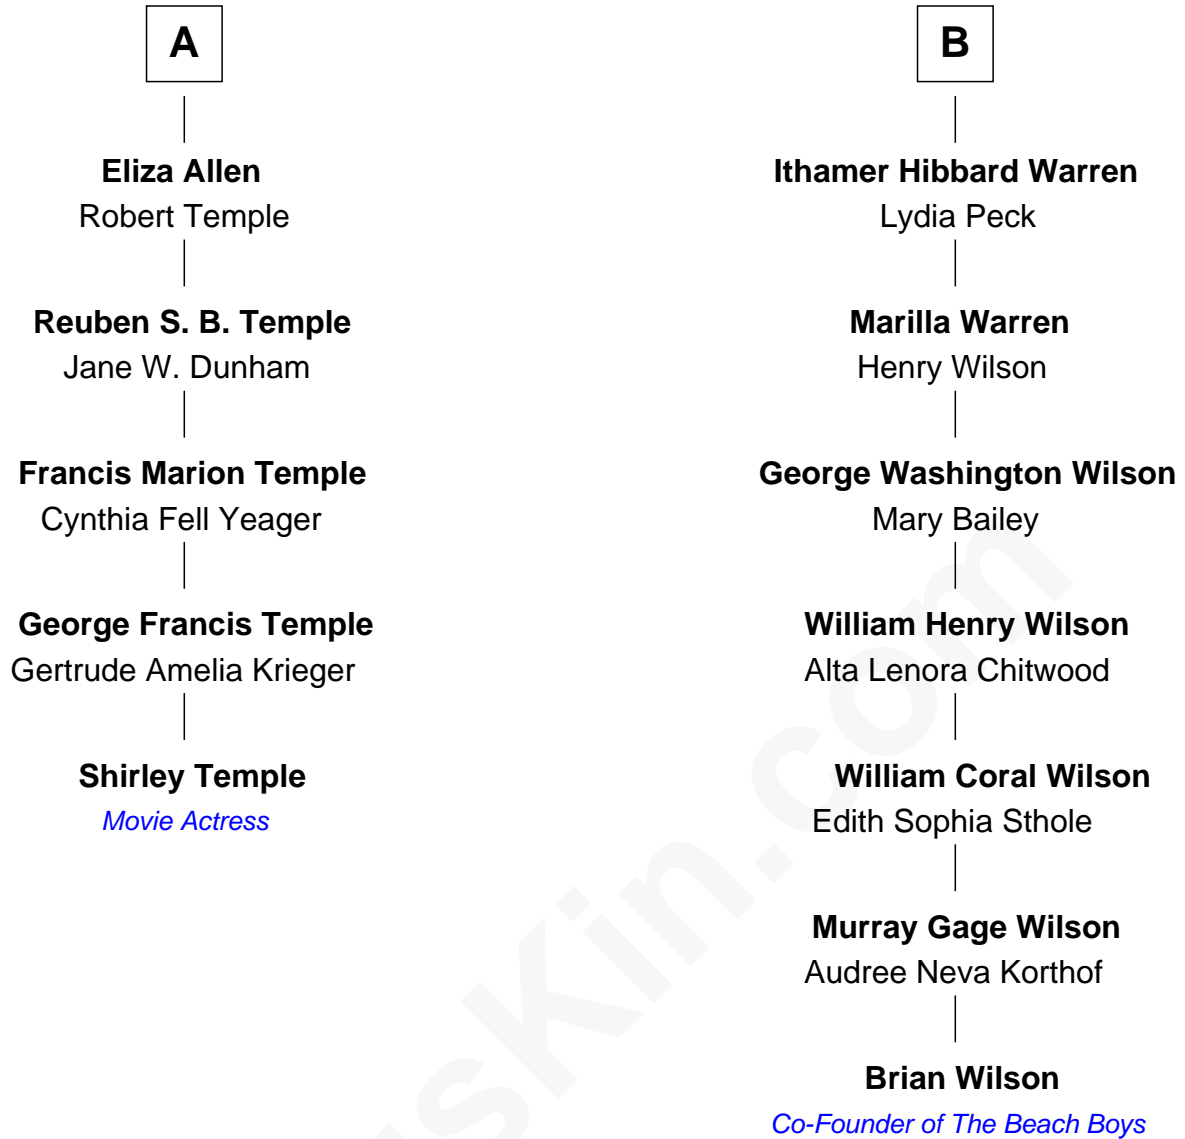 A
Eliza Allen
Robert Temple
Reuben S. B. Temple
Jane W. Dunham
Francis Marion Temple
Cynthia Fell Yeager
George Francis Temple
Gertrude Amelia Krieger
Shirley Temple
Movie Actress
B
Ithamer Hibbard Warren
Lydia Peck
Marilla Warren
Henry Wilson
George Washington Wilson
Mary Bailey
William Henry Wilson
Alta Lenora Chitwood
William Coral Wilson
Edith Sophia Sthole
Murray Gage Wilson
Audree Neva Korthof
Brian Wilson
Co-Founder of The Beach Boys